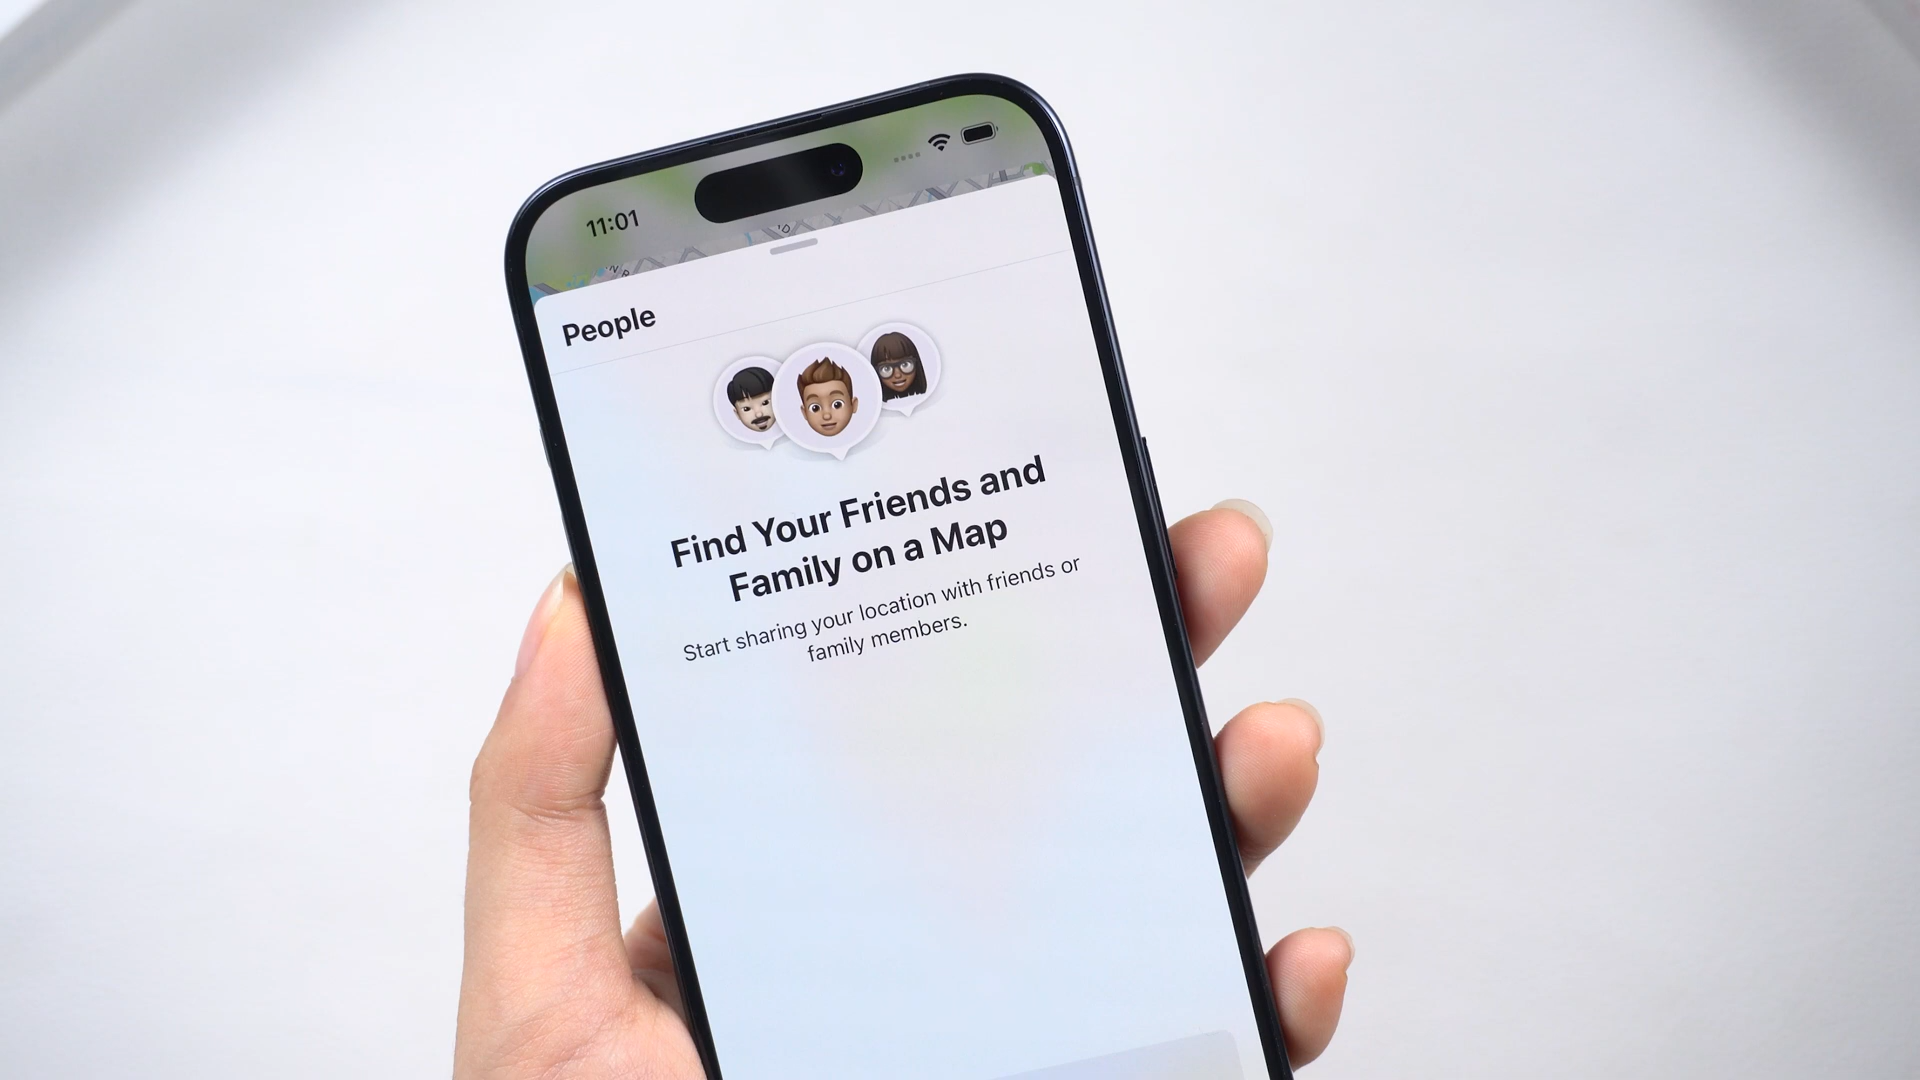 11:01
People
Find Your Friends and
Family on a Map
Start sharing your location with friends or
family members.